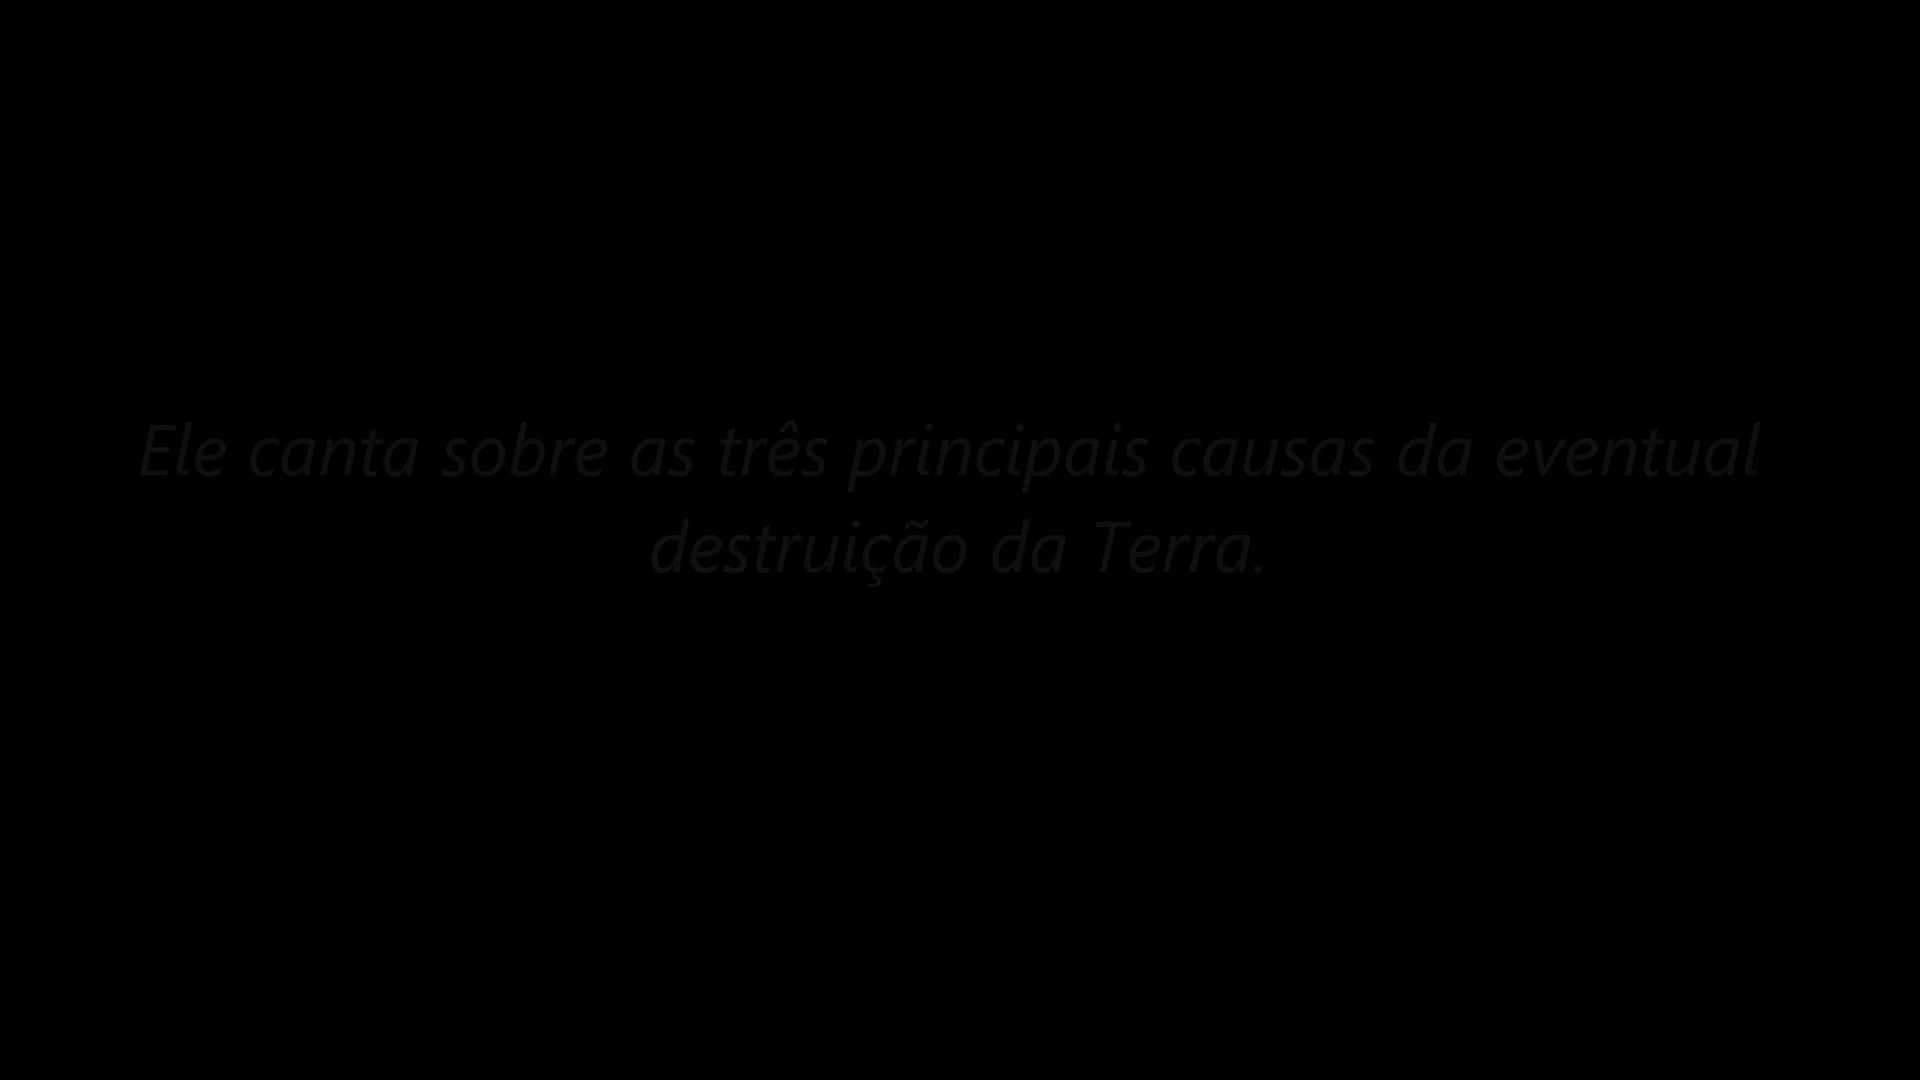 Ele canta sobre as três principais causas da eventual
destruição da Terra.